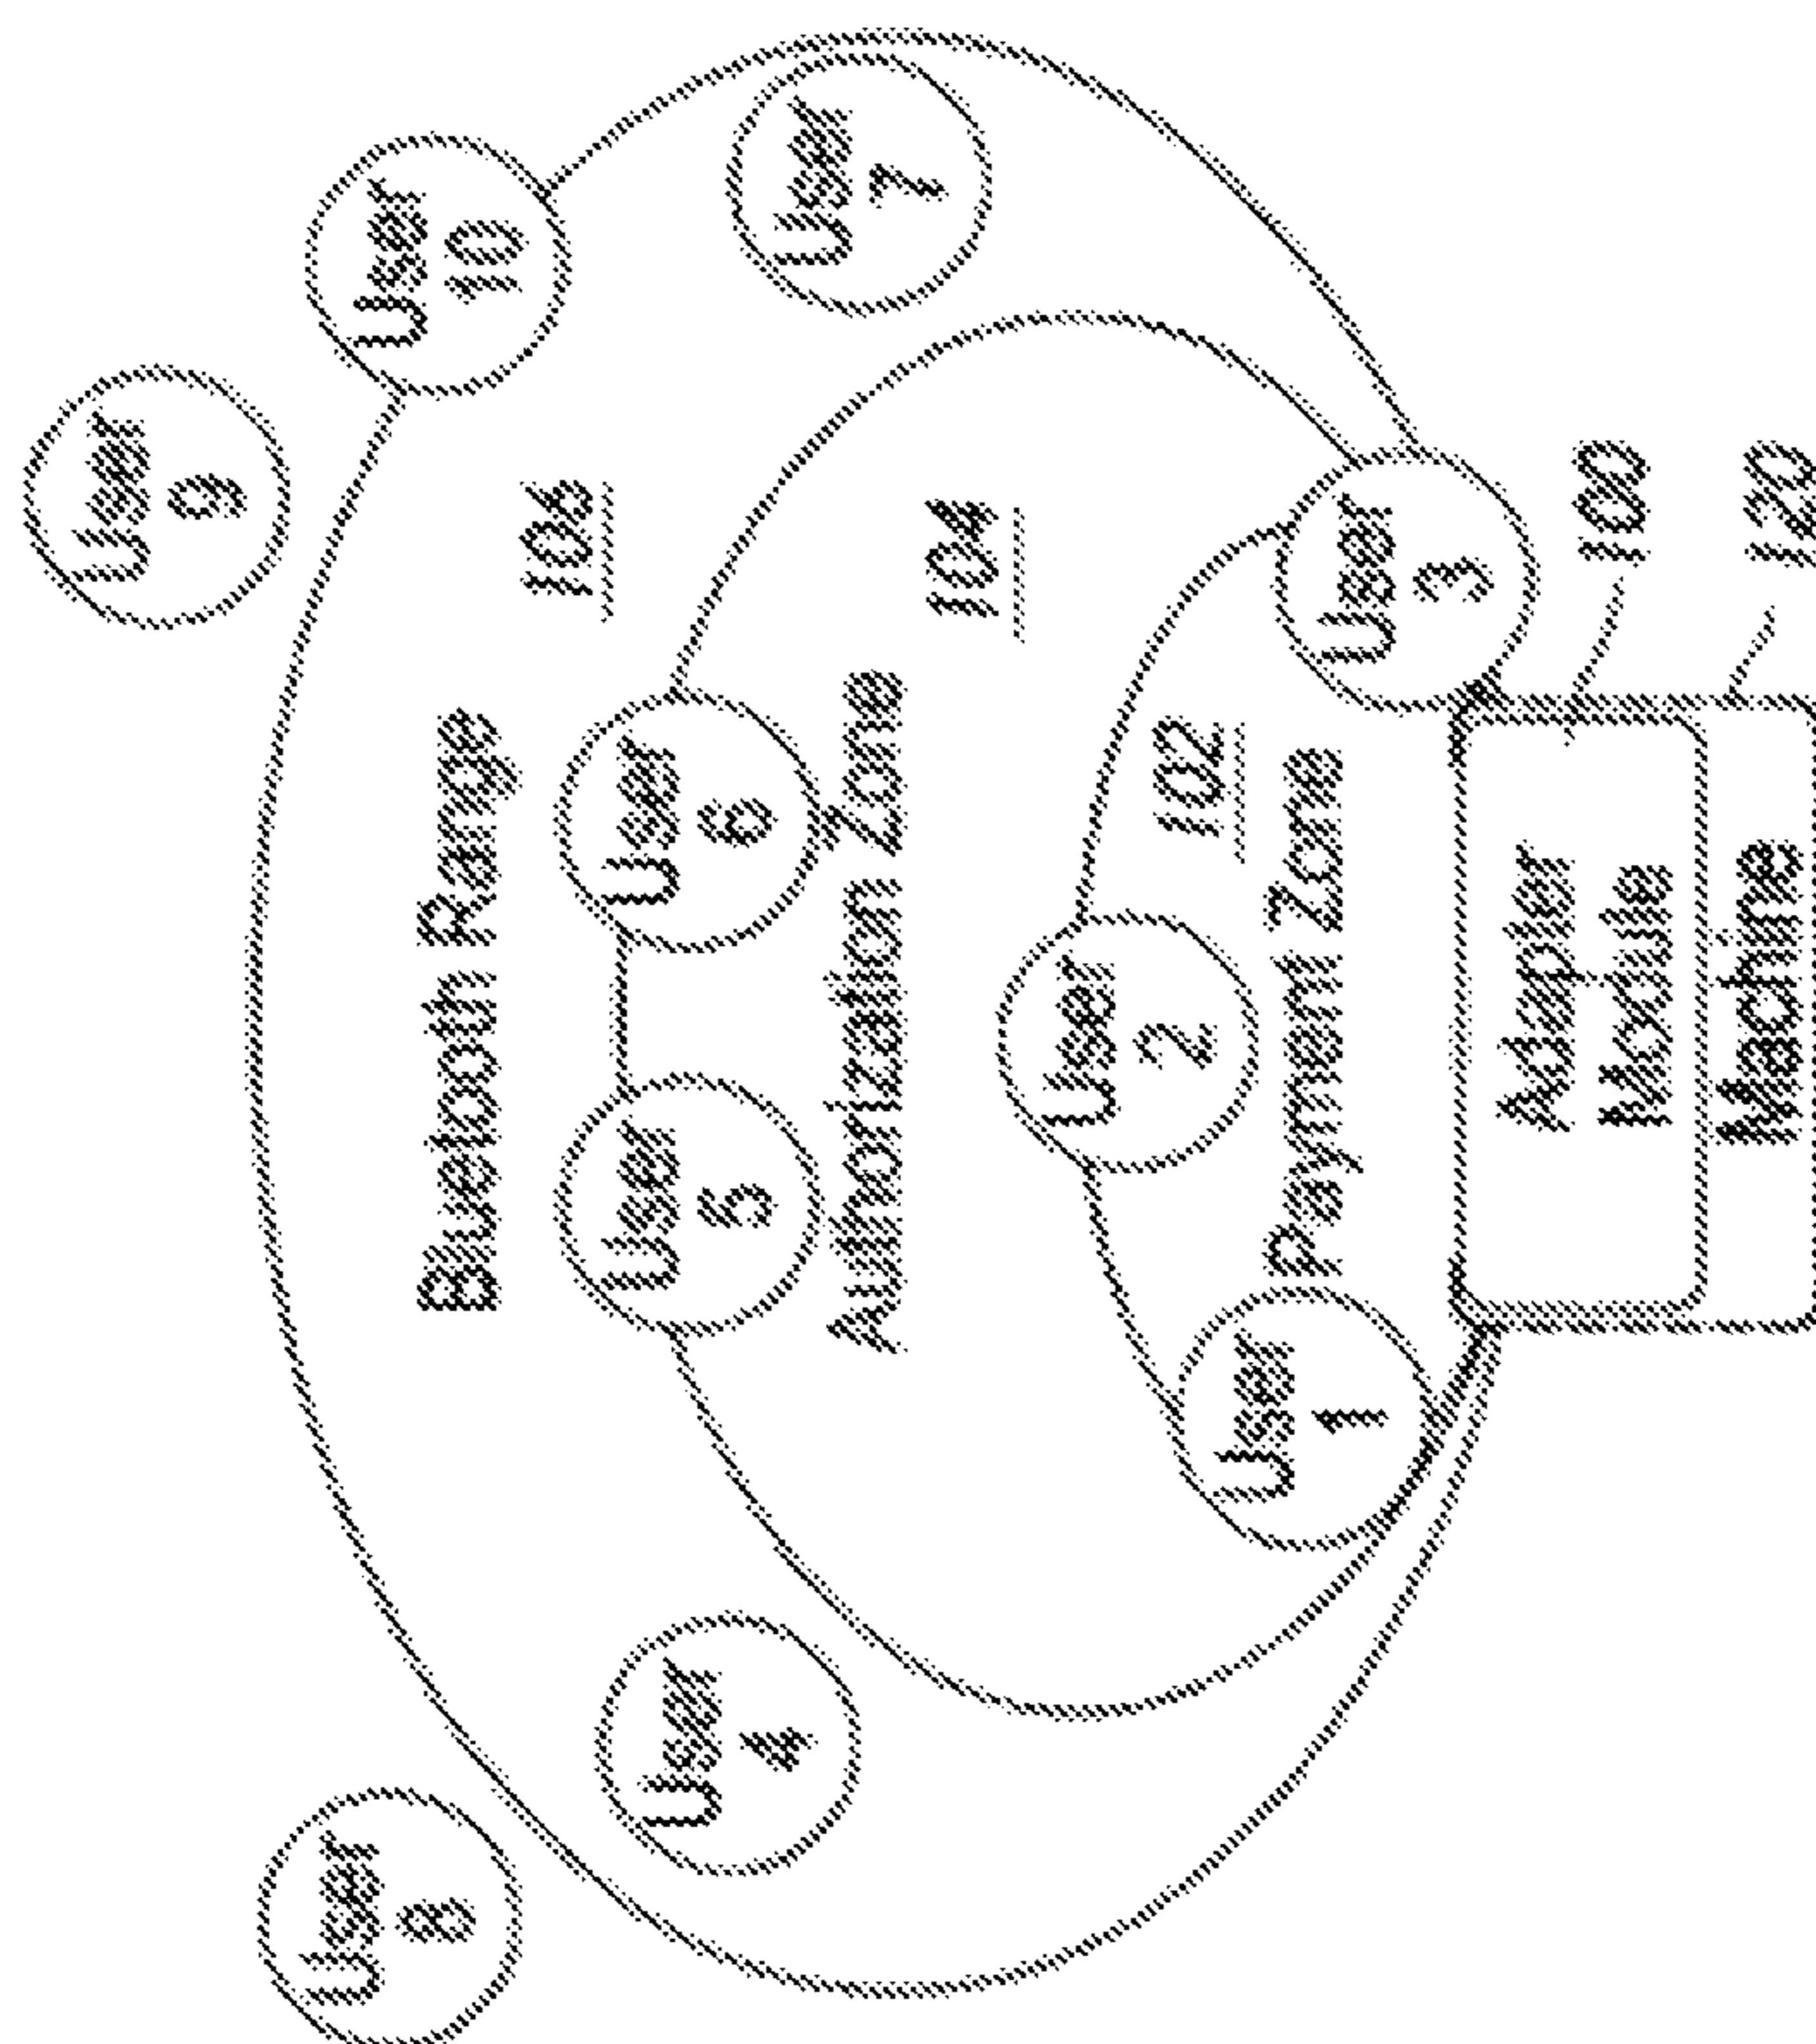 User
9
User
8
User
10
Bluetooth Range
106
User
5
User
6
User
4
User
7
Authorization Zone
104
User
2
102
User
1
Payment Zone
User
3
Adapter
Module
100
Machine
120